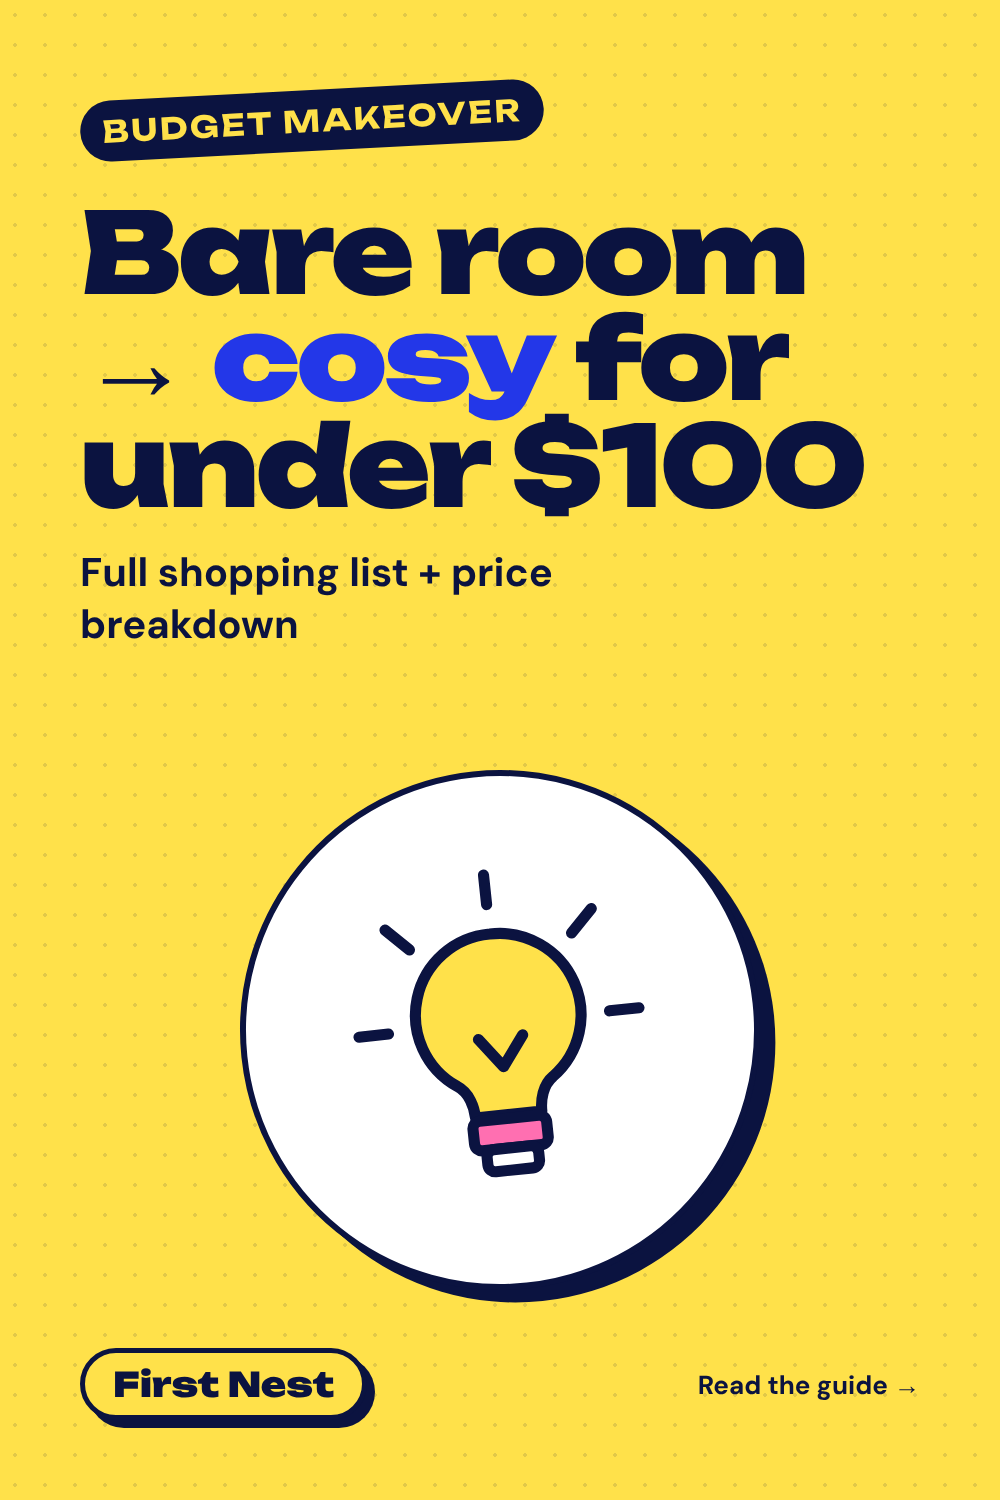 BUDGET MAKEOVER
Bare room
→ cosy for
under $100
Full shopping list + price
breakdown
First Nest
Read the guide →